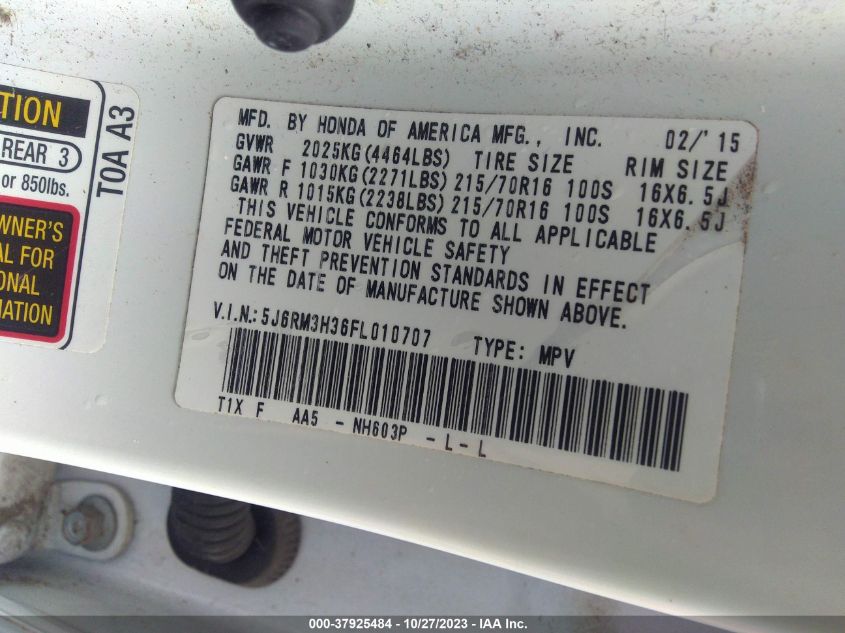 TION
REAR 3
or 850lbs.
WNER'S
AL FOR
ONAL
MATION
T0A A3
MFD. BY HONDA OF AMERICA MFG., INC. 02/'15
GVWR 2025KG(4464LBS) TIRE SIZE RIM SIZE
GAWR F 1030KG(2271LBS) 215/70R16 100S 16X6.5J
GAWR R 1015KG(2238LBS) 215/70R16 100S 16X6.5J
THIS VEHICLE CONFORMS TO ALL APPLICABLE
FEDERAL MOTOR VEHICLE SAFETY
AND THEFT PREVENTION STANDARDS IN EFFECT
ON THE DATE OF MANUFACTURE SHOWN ABOVE.
V.I.N.: 5J6RM3H36FL010707 TYPE: MPV
T1X F AA5 - NH603P - L - L
000-37925484 - 10/27/2023 - IAA Inc.